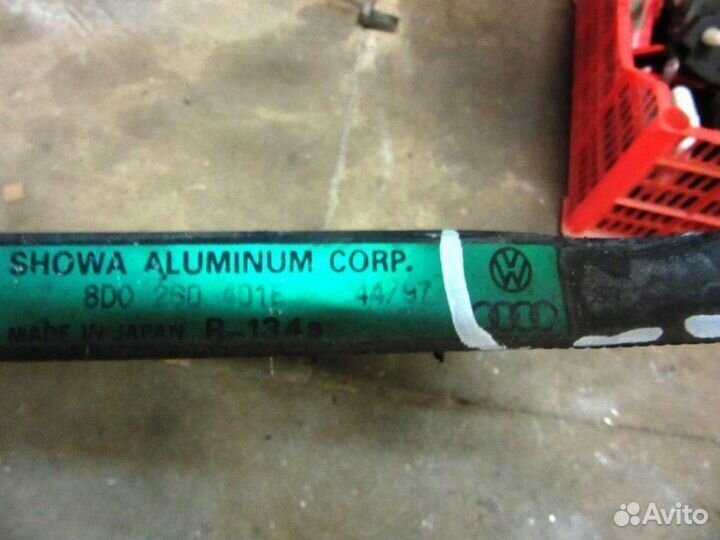 SHOWA ALUMINUM CORP.
8D0 260 401E 44/97
MADE IN JAPAN R-134a
Avito